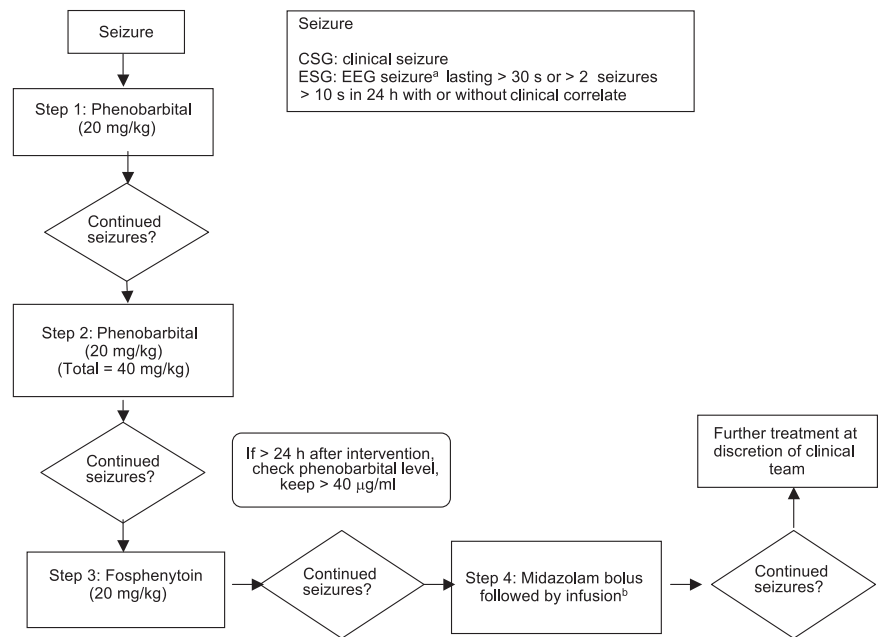 Seizure
Seizure
CSG: clinical seizure
ESG: EEG seizureᵃ lasting > 30 s or > 2 seizures
> 10 s in 24 h with or without clinical correlate
Step 1: Phenobarbital
(20 mg/kg)
Continued
seizures?
Step 2: Phenobarbital
(20 mg/kg)
(Total = 40 mg/kg)
Continued
seizures?
If > 24 h after intervention,
check phenobarbital level,
keep > 40 μg/ml
Step 3: Fosphenytoin
(20 mg/kg)
Continued
seizures?
Step 4: Midazolam bolus
followed by infusionᵇ
Continued
seizures?
Further treatment at
discretion of clinical
team